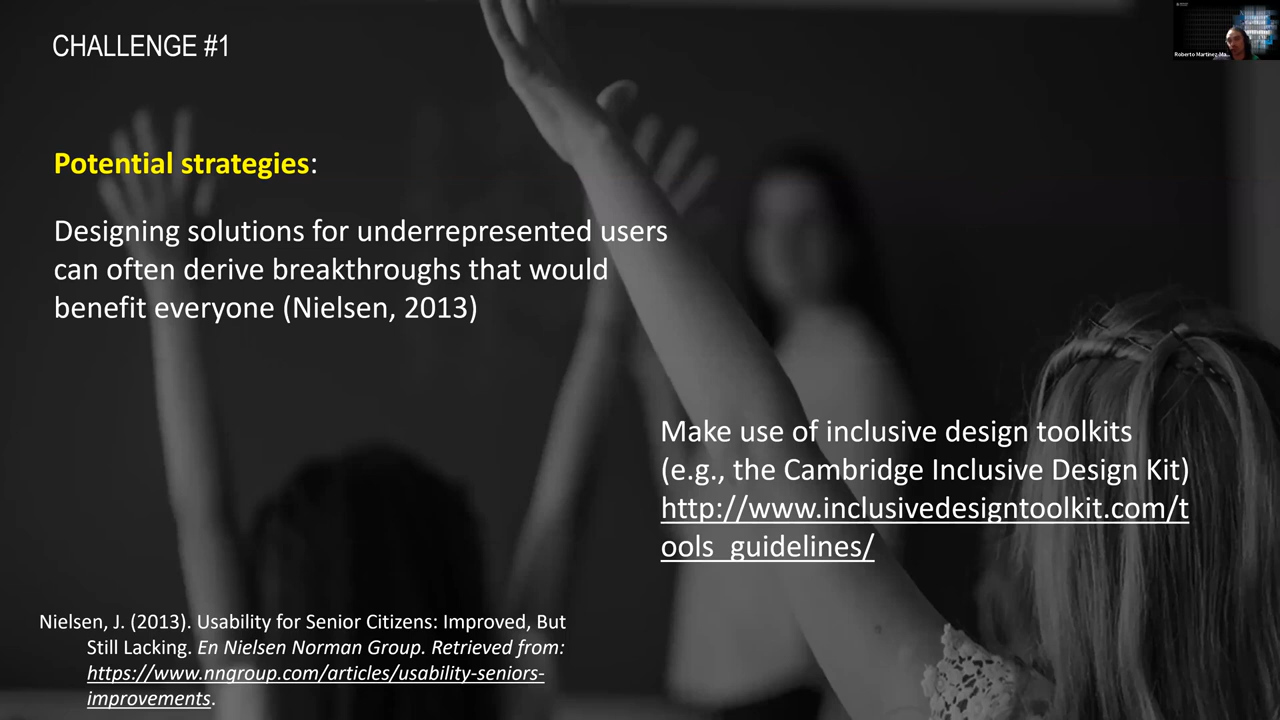 CHALLENGE #1
Roberto Martinez Ma...
Potential strategies:
Designing solutions for underrepresented users
can often derive breakthroughs that would
benefit everyone (Nielsen, 2013)
Make use of inclusive design toolkits
(e.g., the Cambridge Inclusive Design Kit)
http://www.inclusivedesigntoolkit.com/t
ools_guidelines/
Nielsen, J. (2013). Usability for Senior Citizens: Improved, But
Still Lacking. En Nielsen Norman Group. Retrieved from:
https://www.nngroup.com/articles/usability-seniors-
improvements.